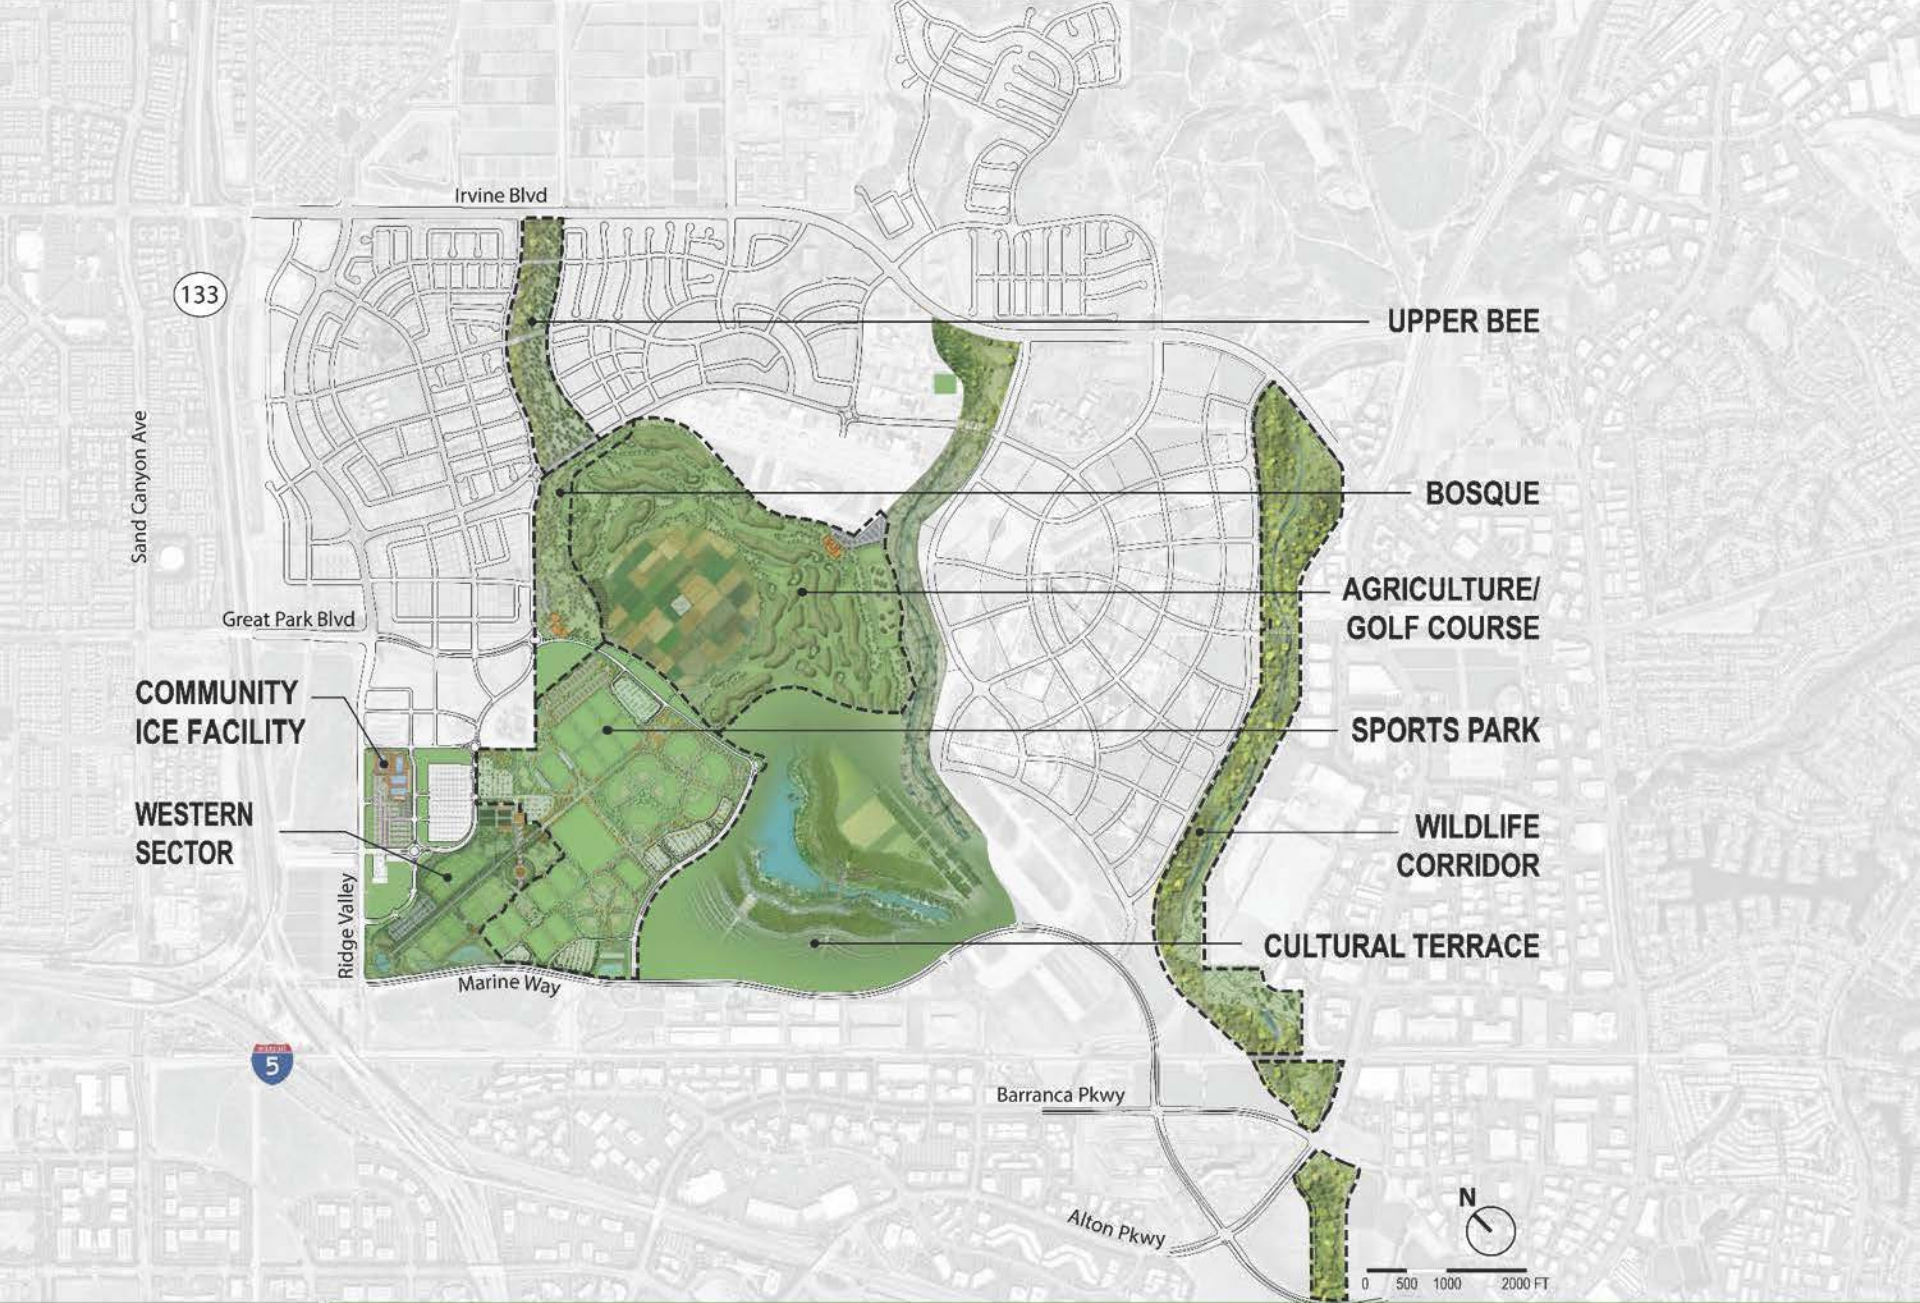 Irvine Blvd
133
UPPER BEE
Sand Canyon Ave
BOSQUE
AGRICULTURE/
GOLF COURSE
Great Park Blvd
COMMUNITY
ICE FACILITY
SPORTS PARK
WESTERN
SECTOR
WILDLIFE
CORRIDOR
Ridge Valley
CULTURAL TERRACE
Marine Way
5
Barranca Pkwy
Alton Pkwy
N
0 500 1000 2000 FT